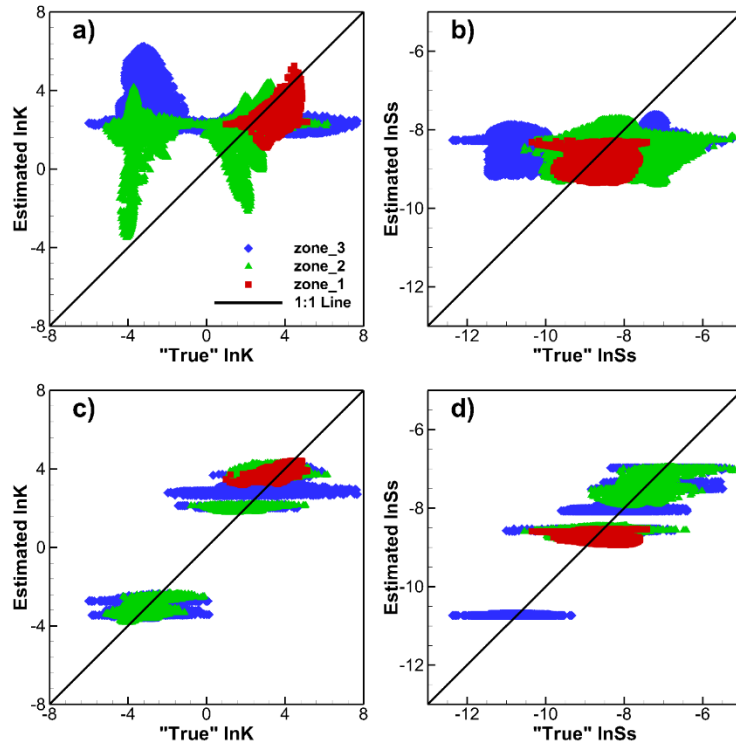 a)
8
4
0
-4
-8
-8 -4 0 4 8
Estimated lnK
"True" lnK
zone_3
zone_2
zone_1
1:1 Line
b)
-6
-8
-10
-12
-12 -10 -8 -6
Estimated lnSs
"True" lnSs
c)
8
4
0
-4
-8
-8 -4 0 4 8
Estimated lnK
"True" lnK
d)
-6
-8
-10
-12
-12 -10 -8 -6
Estimated lnSs
"True" lnSs